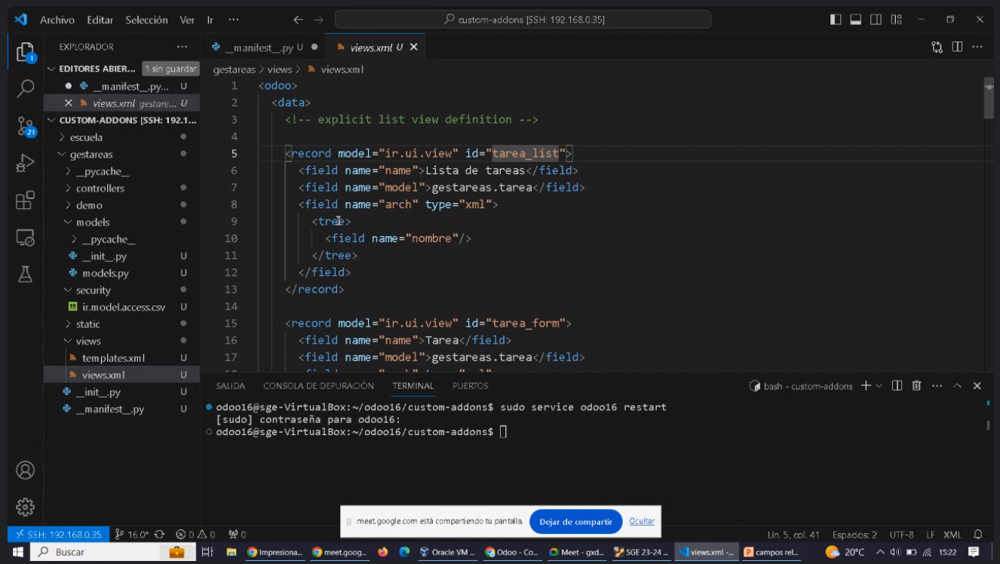 Archivo Editar Selección Ver Ir ··· custom-addons [SSH: 192.168.0.35]
EXPLORADOR ···
__manifest__.py U
views.xml U
EDITORES ABIER... 1 sin guardar
__manifest__.py... U
views.xml gestare... U
CUSTOM-ADDONS [SSH: 192.1...
21
1
escuela
gestareas
__pycache__
controllers
demo
models
__pycache__
__init__.py U
models.py U
security
ir.model.access.csv U
static
views
templates.xml U
views.xml U
__init__.py U
__manifest__.py U
gestareas > views > views.xml
1 <odoo>
2 <data>
3 <!-- explicit list view definition -->
4
5 <record model="ir.ui.view" id="tarea_list">
6 <field name="name">Lista de tareas</field>
7 <field name="model">gestareas.tarea</field>
8 <field name="arch" type="xml">
9 <tree>
10 <field name="nombre"/>
11 </tree>
12 </field>
13 </record>
14
15 <record model="ir.ui.view" id="tarea_form">
16 <field name="name">Tarea</field>
17 <field name="model">gestareas.tarea</field>
SALIDA CONSOLA DE DEPURACIÓN TERMINAL PUERTOS bash - custom-addons
odoo16@sge-VirtualBox:~/odoo16/custom-addons$ sudo service odoo16 restart
[sudo] contraseña para odoo16:
odoo16@sge-VirtualBox:~/odoo16/custom-addons$
meet.google.com está compartiendo tu pantalla. Dejar de compartir Ocultar
SSH: 192.168.0.35 16.0* 0 0 0 Lín. 5, col. 41 Espacios: 2 UTF-8 LF XML
Buscar Impresiona... meet.goog... Oracle VM ... Odoo - Co... Meet - gxd... SGE 23-24 ... views.xml -... campos rel... 20°C 15:22